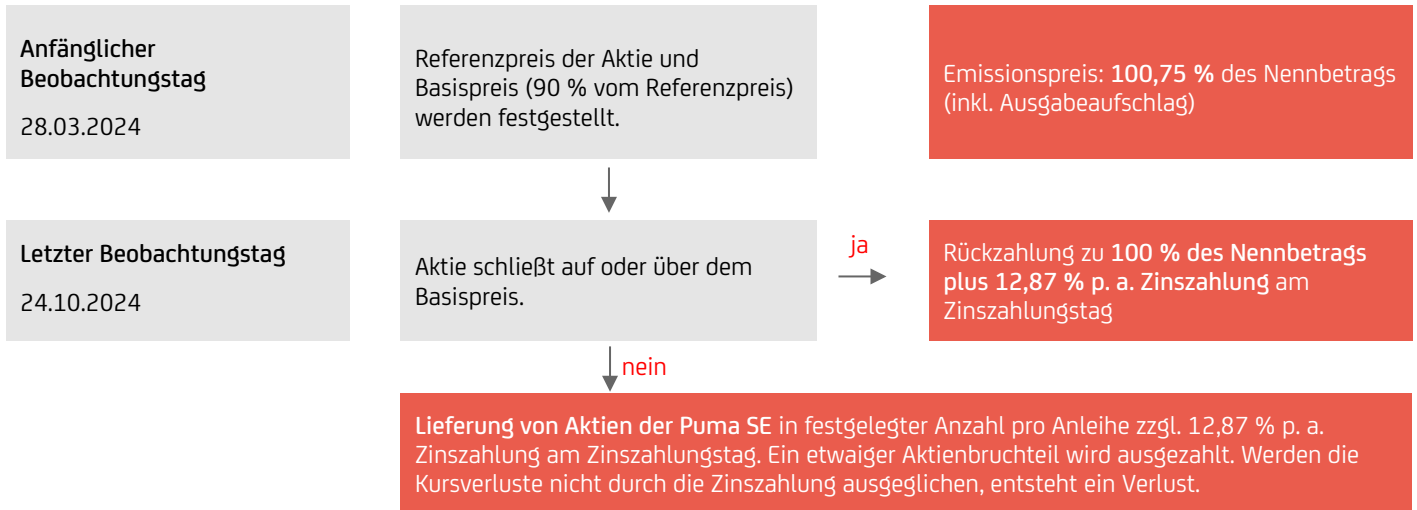 Anfänglicher
Beobachtungstag
28.03.2024
Referenzpreis der Aktie und
Basispreis (90 % vom Referenzpreis)
werden festgestellt.
Emissionspreis: 100,75 % des Nennbetrags
(inkl. Ausgabeaufschlag)
Letzter Beobachtungstag
24.10.2024
Aktie schließt auf oder über dem
Basispreis.
ja
Rückzahlung zu 100 % des Nennbetrags
plus 12,87 % p. a. Zinszahlung am
Zinszahlungstag
nein
Lieferung von Aktien der Puma SE in festgelegter Anzahl pro Anleihe zzgl. 12,87 % p. a.
Zinszahlung am Zinszahlungstag. Ein etwaiger Aktienbruchteil wird ausgezahlt. Werden die
Kursverluste nicht durch die Zinszahlung ausgeglichen, entsteht ein Verlust.